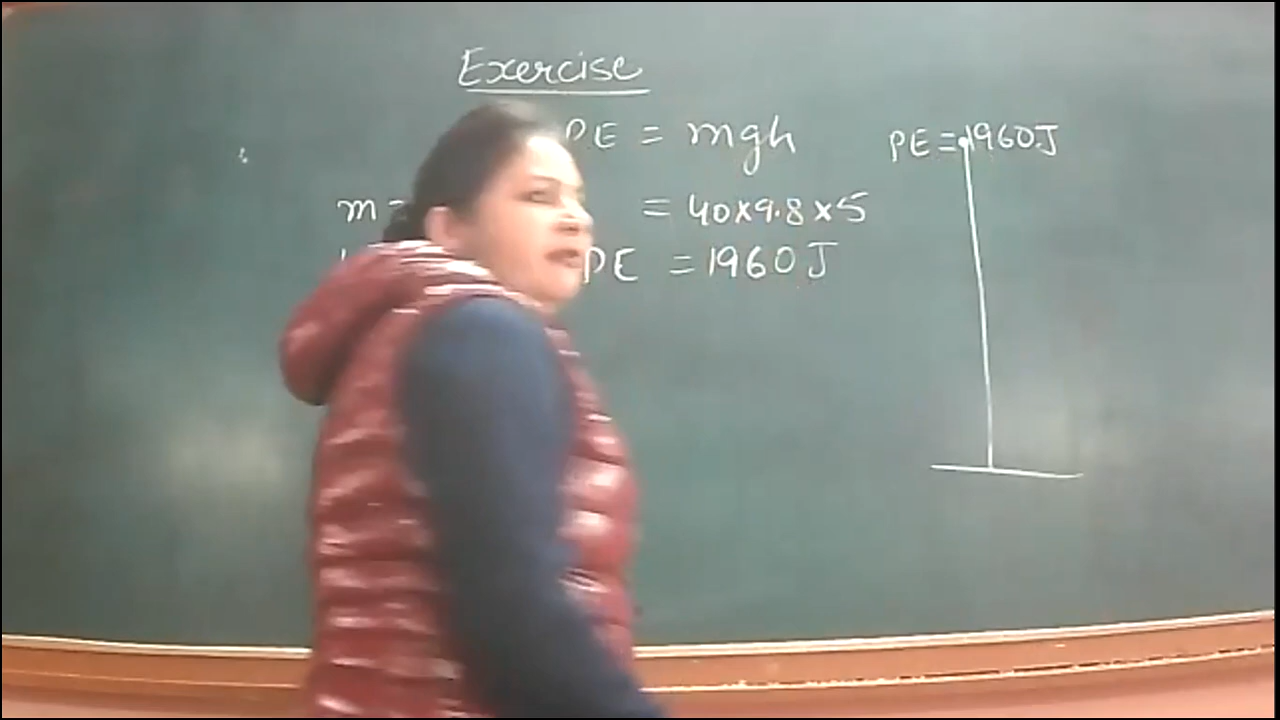 Exercise
PE = mgh
PE = 1960J
m = = 40×9.8×5
PE = 1960J